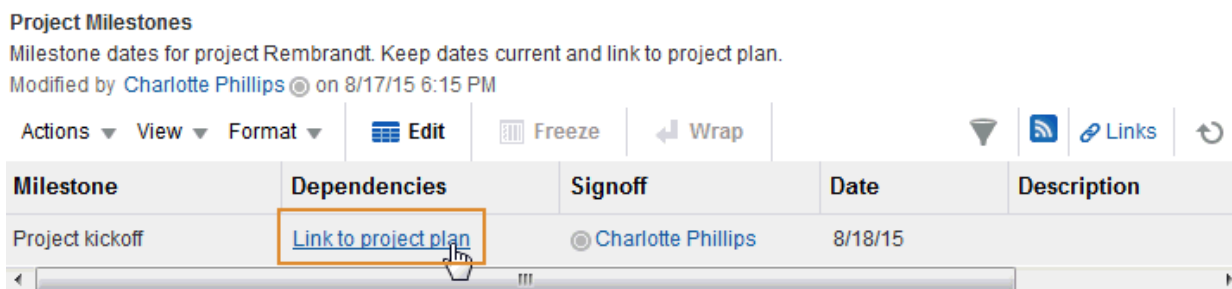 Project Milestones
Milestone dates for project Rembrandt. Keep dates current and link to project plan.
Modified by Charlotte Phillips on 8/17/15 6:15 PM
Actions View Format Edit Freeze Wrap Links
Milestone Dependencies Signoff Date Description
Project kickoff Link to project plan Charlotte Phillips 8/18/15